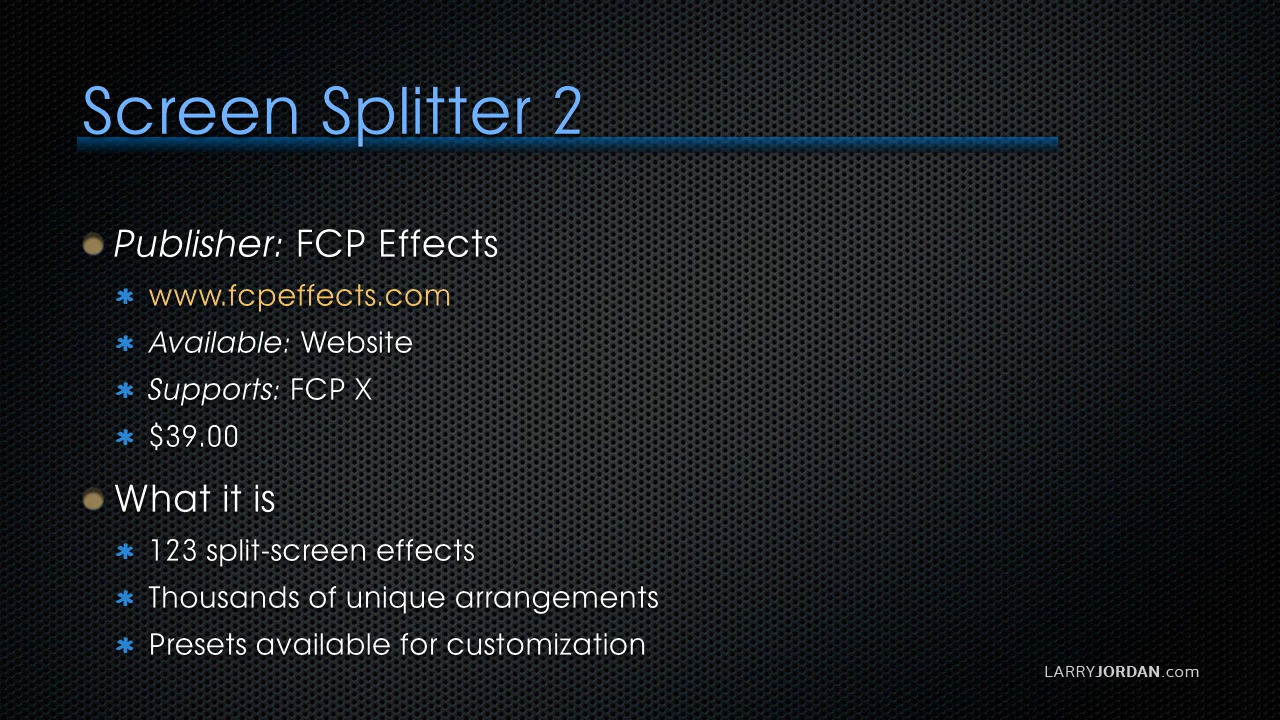 Screen Splitter 2
Publisher: FCP Effects
www.fcpeffects.com
Available: Website
Supports: FCP X
$39.00
What it is
123 split-screen effects
Thousands of unique arrangements
Presets available for customization
LARRYJORDAN.com